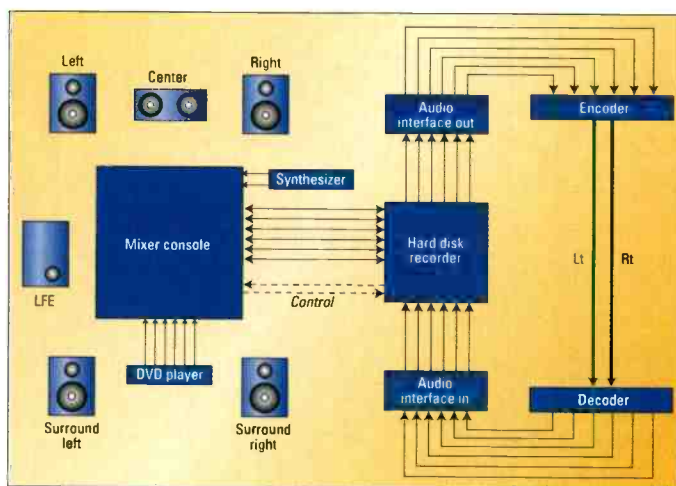 Left
Center
Right
Audio
interface out
Encoder
Synthesizer
Mixer console
Hard disk
recorder
Lt
Rt
LFE
Control
DVD player
Audio
interface in
Decoder
Surround
left
Surround
right